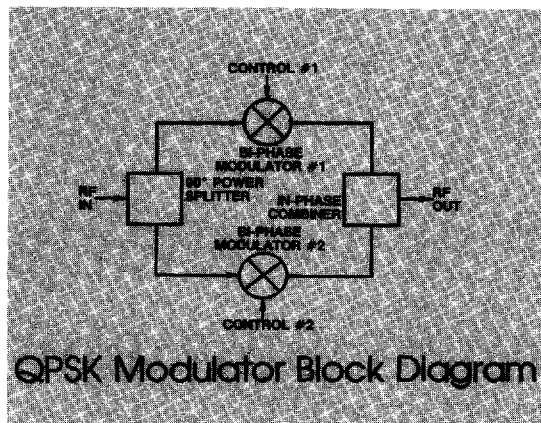 CONTROL #1
BI-PHASE
MODULATOR #1
RF
IN
90° POWER
SPLITTER
IN-PHASE
COMBINER
RF
OUT
BI-PHASE
MODULATOR #2
CONTROL #2
QPSK Modulator Block Diagram